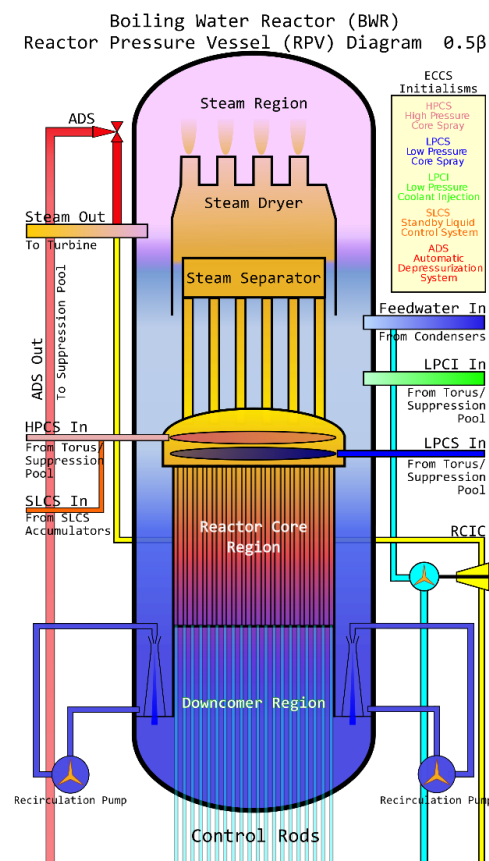 Boiling Water Reactor (BWR)
Reactor Pressure Vessel (RPV) Diagram  0.5β
ECCS
Initialisms
HPCS
High Pressure
Core Spray
LPCS
Low Pressure
Core Spray
LPCI
Low Pressure
Coolant Injection
SLCS
Standby Liquid
Control System
ADS
Automatic
Depressurization
System
ADS
Steam Region
Steam Dryer
Steam Out
To Turbine
Steam Separator
ADS Out
To Suppression Pool
Feedwater In
From Condensers
LPCI In
From Torus/
Suppression
Pool
HPCS In
From Torus/
Suppression
Pool
LPCS In
From Torus/
Suppression
Pool
SLCS In
From SLCS
Accumulators
Reactor Core
Region
RCIC
Downcomer Region
Recirculation Pump
Recirculation Pump
Control Rods